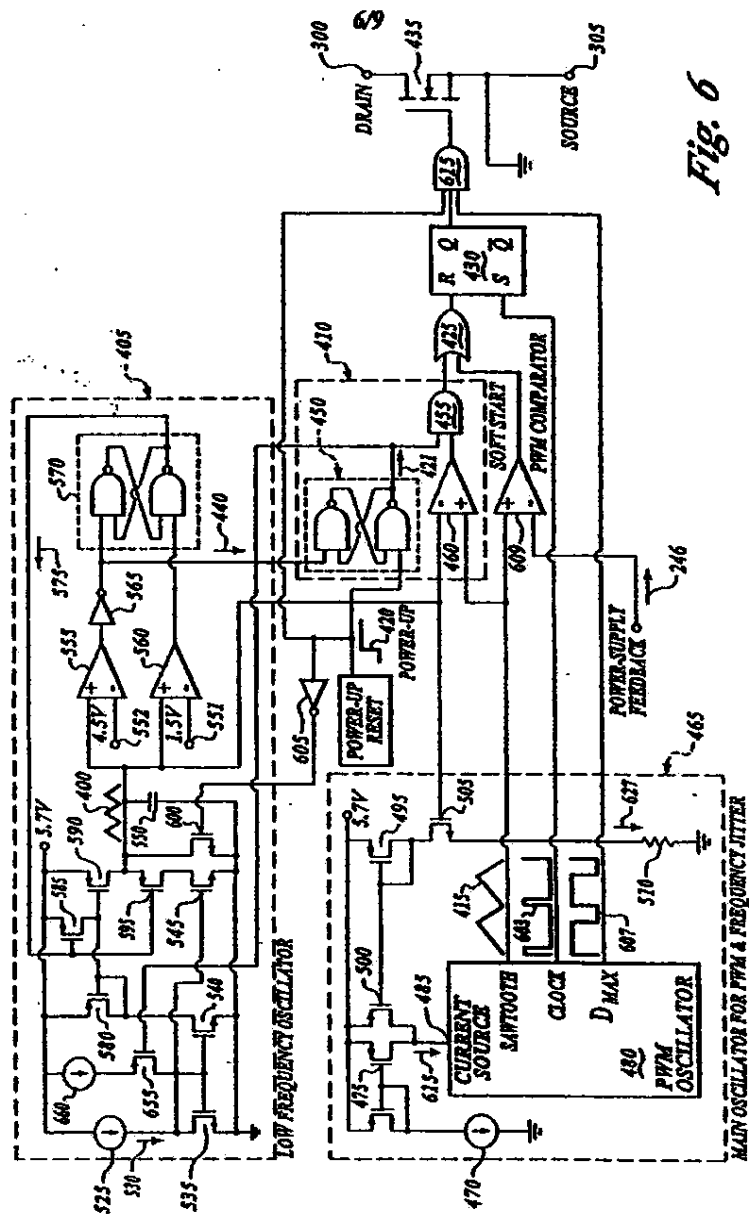 6/9
405
570
575
440
565
555
560
4.5V
552
1.5V
551
5.7V
400
590
550
600
585
595
545
580
540
660
655
525
530
535
LOW FREQUENCY OSCILLATOR
300
DRAIN
435
SOURCE
305
615
R Q
430
S Q
425
410
450
455
421
SOFT START
460
PWM COMPARATOR
609
246
POWER-SUPPLY
FEEDBACK
605
420
POWER-UP
POWER-UP
RESET
465
5.7V
495
505
627
510
500
475
485
615
470
415
603
607
CURRENT
SOURCE
SAWTOOTH
CLOCK
DMAX
480
PWM
OSCILLATOR
MAIN OSCILLATOR FOR PWM & FREQUENCY JITTER
Fig. 6